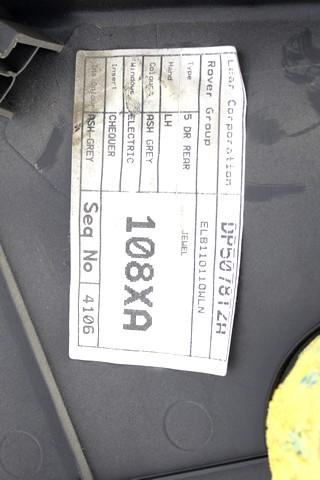 Lear Corporation DP507812A
Rover Group ELB110110WLN
Type 5 DR REAR JEWEL
Hand LH
Colour ASH GREY 108XA
Windows ELECTRIC
Insert CHEQUER
ASH GREY Seq No 4106